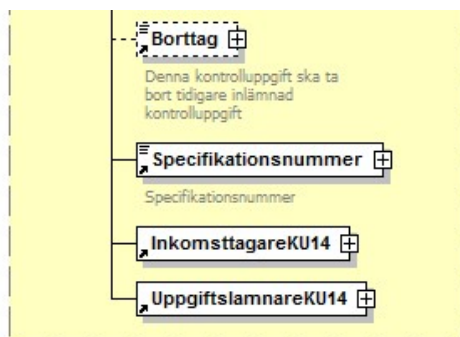 Borttag
Denna kontrolluppgift ska ta
bort tidigare inlämnad
kontrolluppgift
Specifikationsnummer
Specifikationsnummer
InkomsttagareKU14
UppgiftslamnareKU14